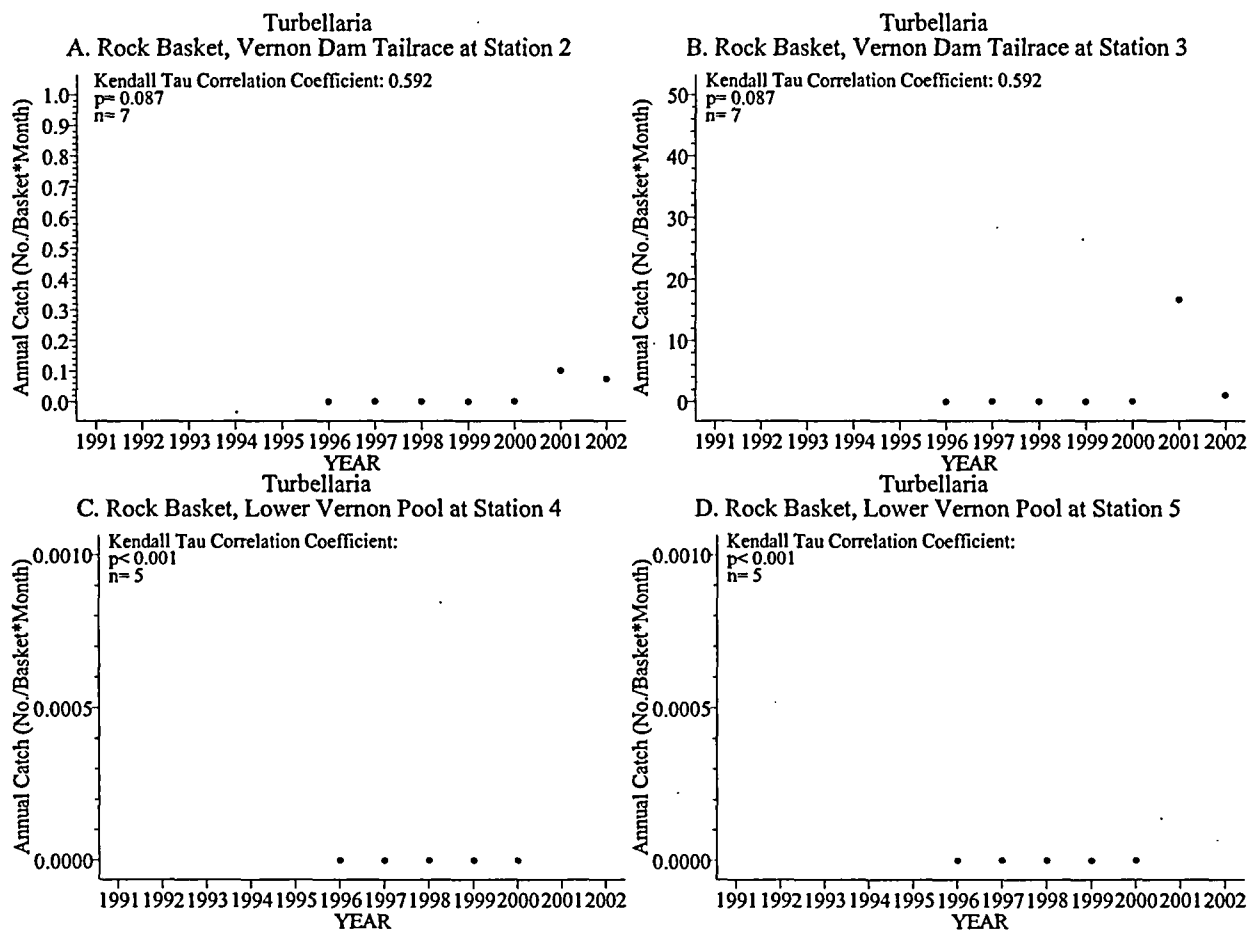 Turbellaria
A. Rock Basket, Vernon Dam Tailrace at Station 2
Kendall Tau Correlation Coefficient: 0.592
p= 0.087
n= 7
Annual Catch (No./Basket*Month)
1.0
0.9
0.8
0.7
0.6
0.5
0.4
0.3
0.2
0.1
0.0
1991 1992 1993 1994 1995 1996 1997 1998 1999 2000 2001 2002
YEAR
Turbellaria
B. Rock Basket, Vernon Dam Tailrace at Station 3
Kendall Tau Correlation Coefficient: 0.592
p= 0.087
n= 7
Annual Catch (No./Basket*Month)
50
40
30
20
10
0
1991 1992 1993 1994 1995 1996 1997 1998 1999 2000 2001 2002
YEAR
Turbellaria
C. Rock Basket, Lower Vernon Pool at Station 4
Kendall Tau Correlation Coefficient:
p< 0.001
n= 5
Annual Catch (No./Basket*Month)
0.0010
0.0005
0.0000
1991 1992 1993 1994 1995 1996 1997 1998 1999 2000 2001 2002
YEAR
Turbellaria
D. Rock Basket, Lower Vernon Pool at Station 5
Kendall Tau Correlation Coefficient:
p< 0.001
n= 5
Annual Catch (No./Basket*Month)
0.0010
0.0005
0.0000
1991 1992 1993 1994 1995 1996 1997 1998 1999 2000 2001 2002
YEAR